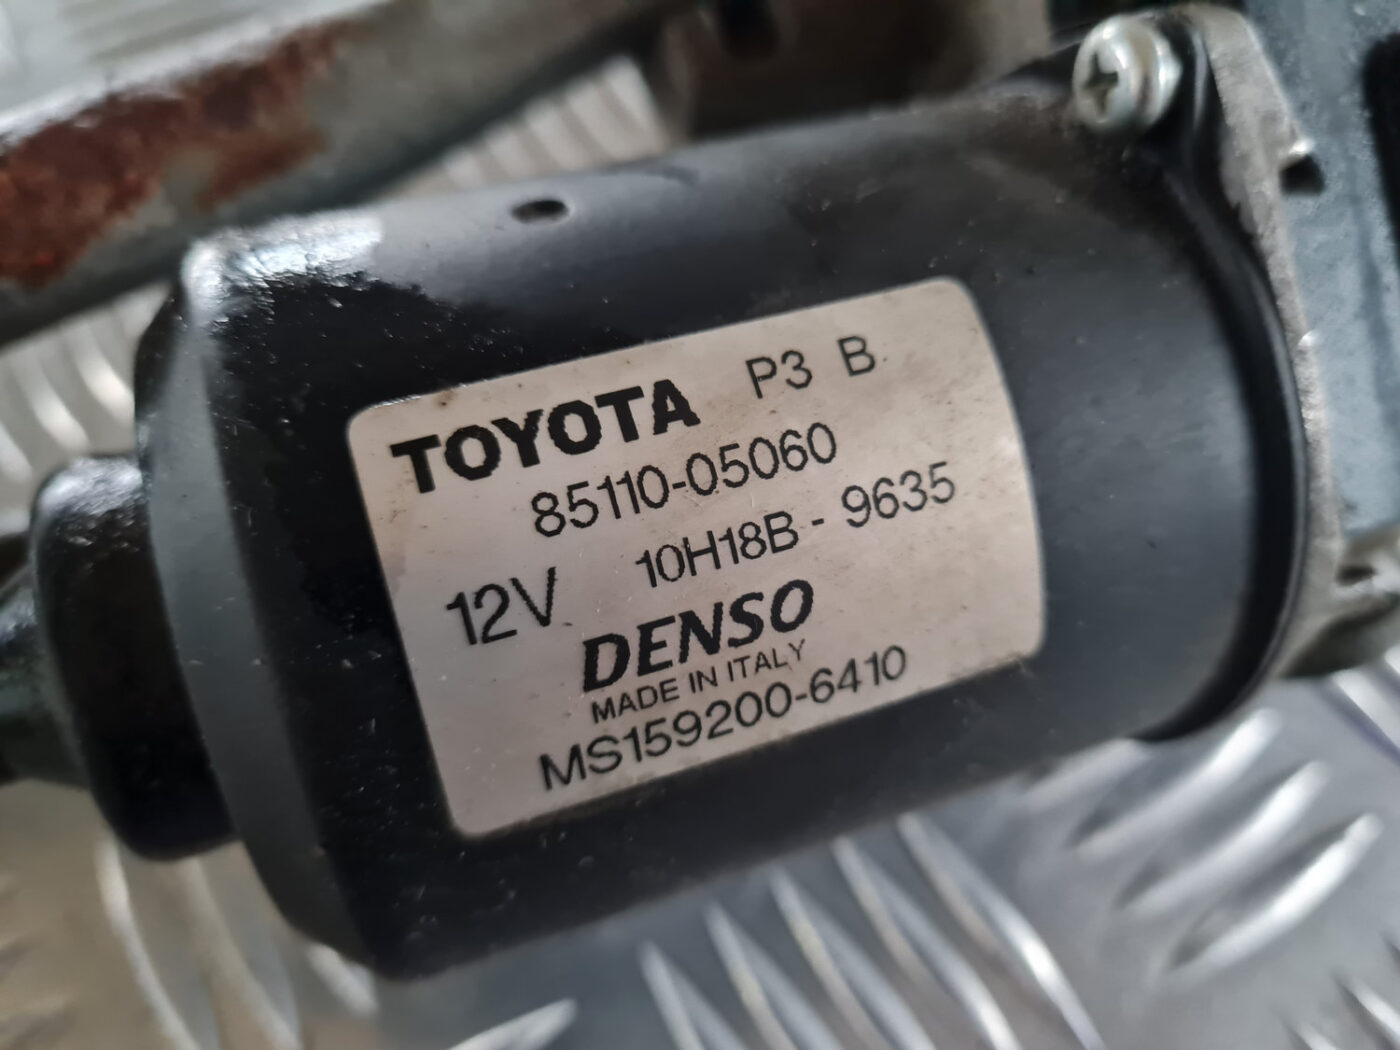 TOYOTA P3 B
85110-05060
12V 10H18B - 9635
DENSO
MADE IN ITALY
MS159200-6410